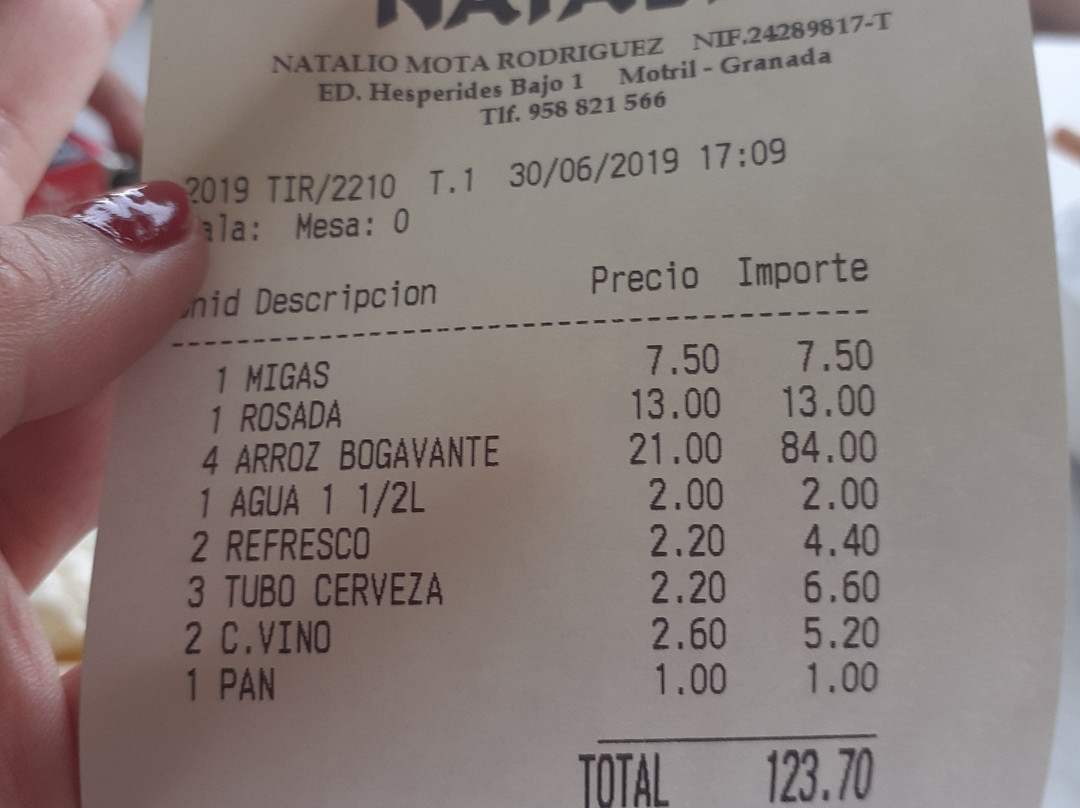 NATALIO MOTA RODRIGUEZ NIF.24289817-T
ED. Hesperides Bajo 1 Motril - Granada
Tlf. 958 821 566
2019 TIR/2210 T.1 30/06/2019 17:09
Mesa: 0
Descripcion Precio Importe
1 MIGAS 7.50 7.50
1 ROSADA 13.00 13.00
4 ARROZ BOGAVANTE 21.00 84.00
1 AGUA 1 1/2L 2.00 2.00
2 REFRESCO 2.20 4.40
3 TUBO CERVEZA 2.20 6.60
2 C.VINO 2.60 5.20
1 PAN 1.00 1.00
TOTAL 123.70